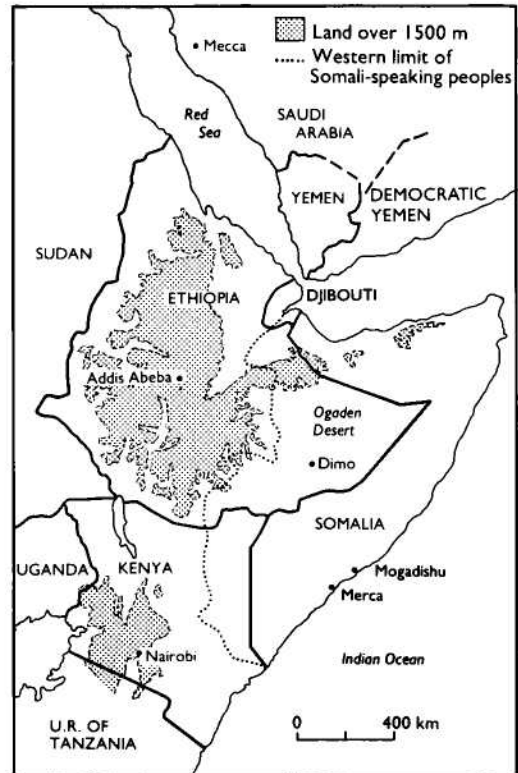 Land over 1500 m
Western limit of
Somali-speaking peoples
Mecca
Red
Sea
SAUDI
ARABIA
YEMEN
DEMOCRATIC
YEMEN
SUDAN
ETHIOPIA
DJIBOUTI
Addis Abeba
Ogaden
Desert
Dimo
SOMALIA
UGANDA
KENYA
Mogadishu
Merca
Nairobi
Indian Ocean
U.R. OF
TANZANIA
0 400 km